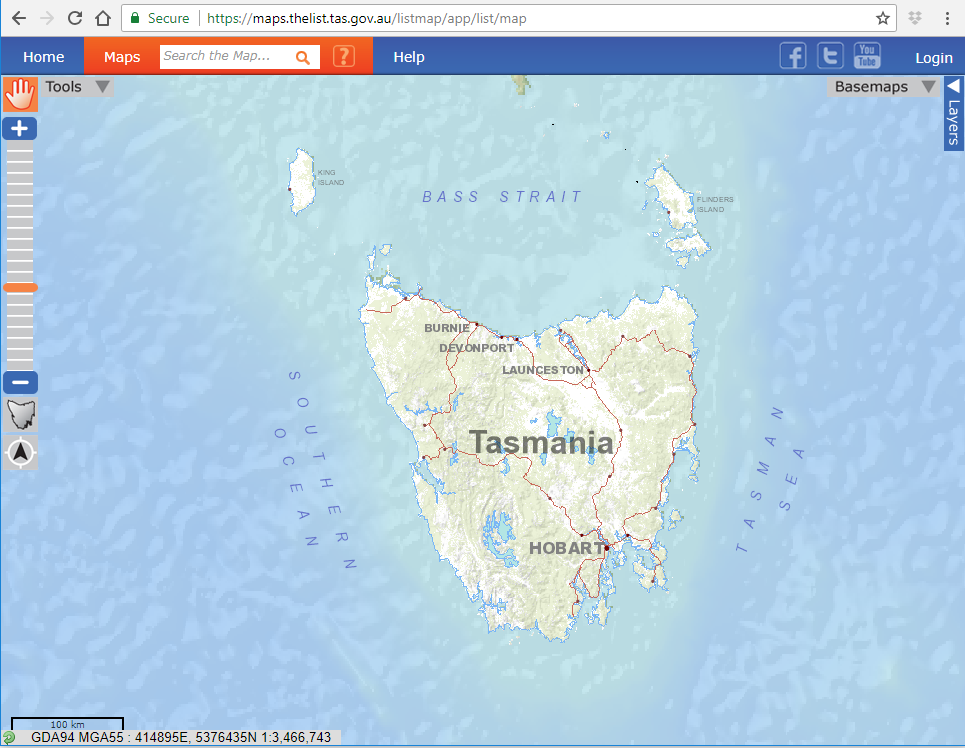 Secure https://maps.thelist.tas.gov.au/listmap/app/list/map
Home Maps Search the Map... ? Help f t You Tube Login
Tools Basemaps
Layers
KING
ISLAND
BASS STRAIT
FLINDERS
ISLAND
BURNIE
DEVONPORT
LAUNCESTON
SOUTHERN
OCEAN
Tasmania
TASMAN
SEA
HOBART
100 km
GDA94 MGA55 : 414895E, 5376435N 1:3,466,743